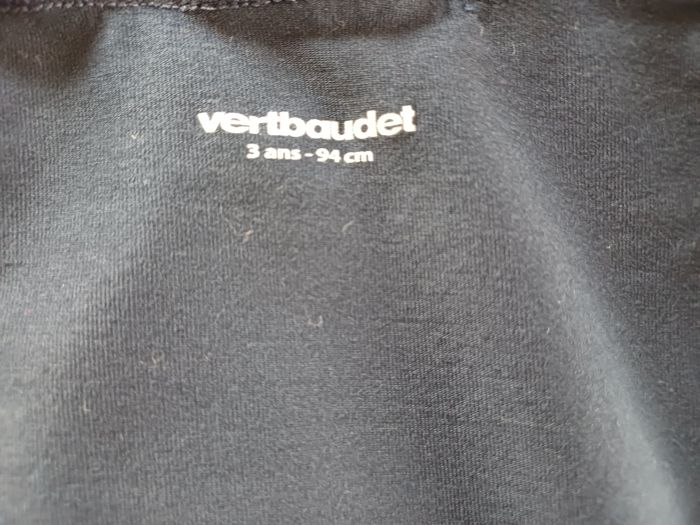 vertbaudet
3 ans - 94 cm